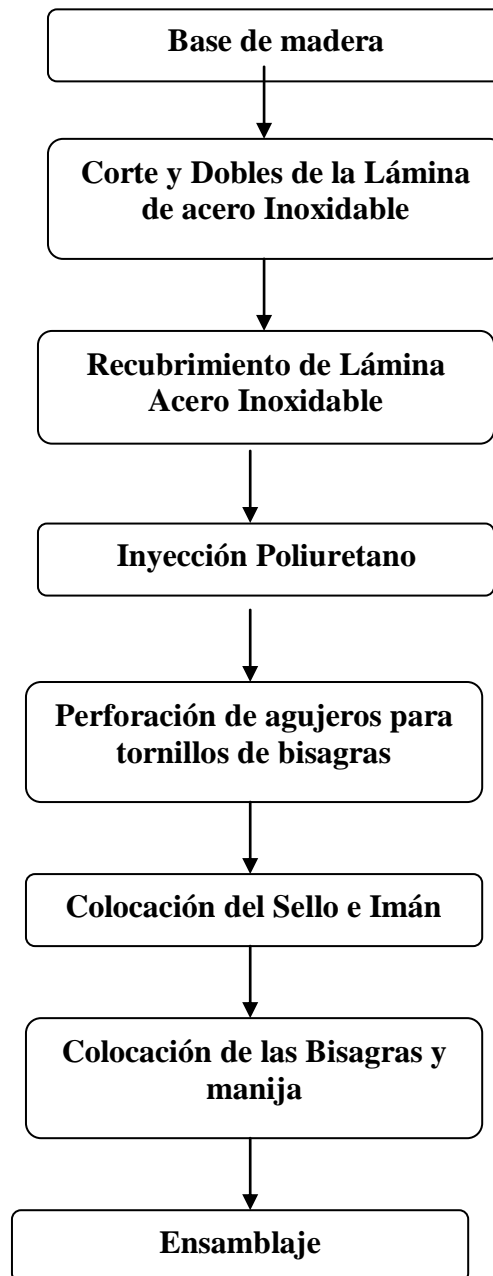 Base de madera
Corte y Dobles de la Lámina
de acero Inoxidable
Recubrimiento de Lámina
Acero Inoxidable
Inyección Poliuretano
Perforación de agujeros para
tornillos de bisagras
Colocación del Sello e Imán
Colocación de las Bisagras y
manija
Ensamblaje